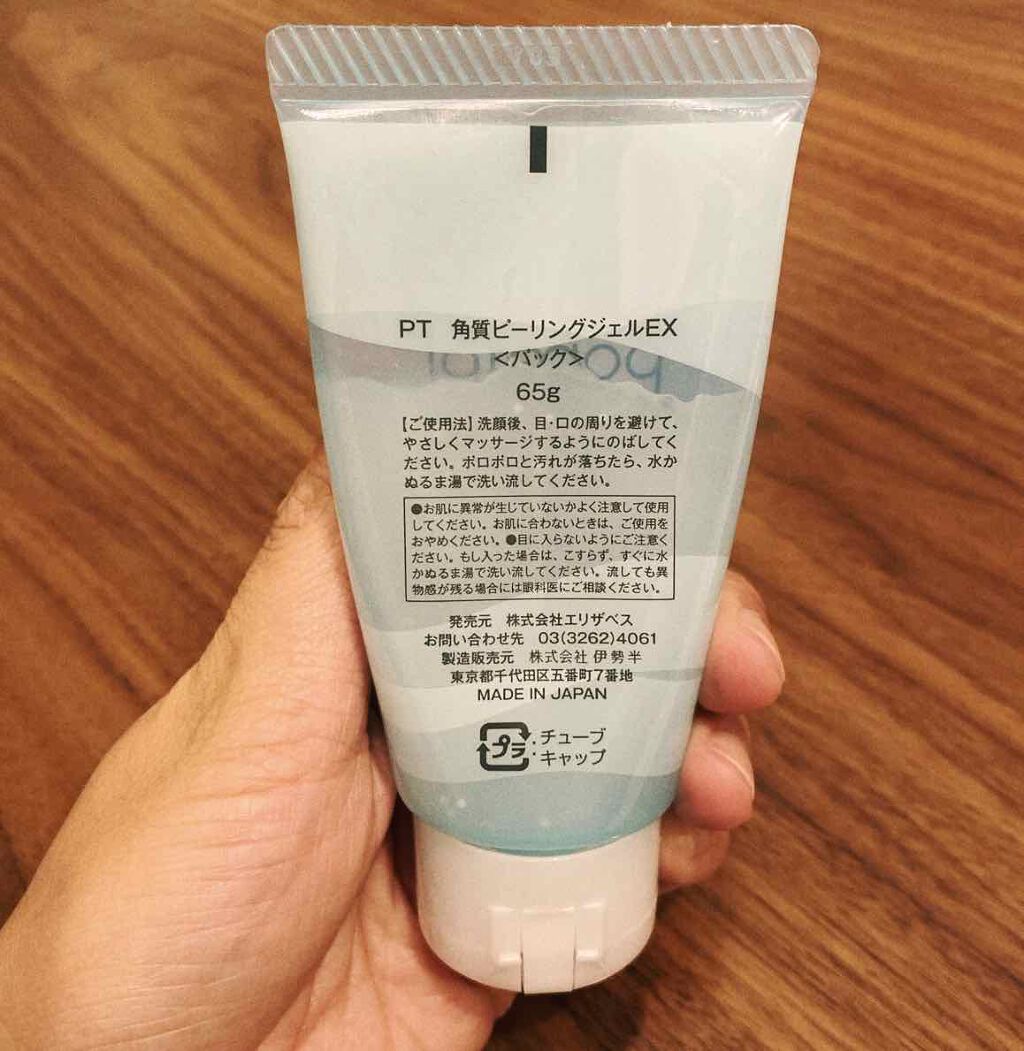 PT 角質ピーリングジェルEX
<パック>
65g
【ご使用法】洗顔後、目・口の周りを避けて、
やさしくマッサージするようにのばしてく
ださい。ポロポロと汚れが落ちたら、水か
ぬるま湯で洗い流してください。
●お肌に異常が生じていないかよく注意して使用
してください。お肌に合わないときは、ご使用を
おやめください。●目に入らないようにご注意く
ださい。もし入った場合は、こすらず、すぐに水
かぬるま湯で洗い流してください。流しても異
物感が残る場合には眼科医にご相談ください。
発売元 株式会社エリザベス
お問い合わせ先 03(3262)4061
製造販売元 株式会社 伊勢半
東京都千代田区五番町7番地
MADE IN JAPAN
プラ :チューブ
:キャップ